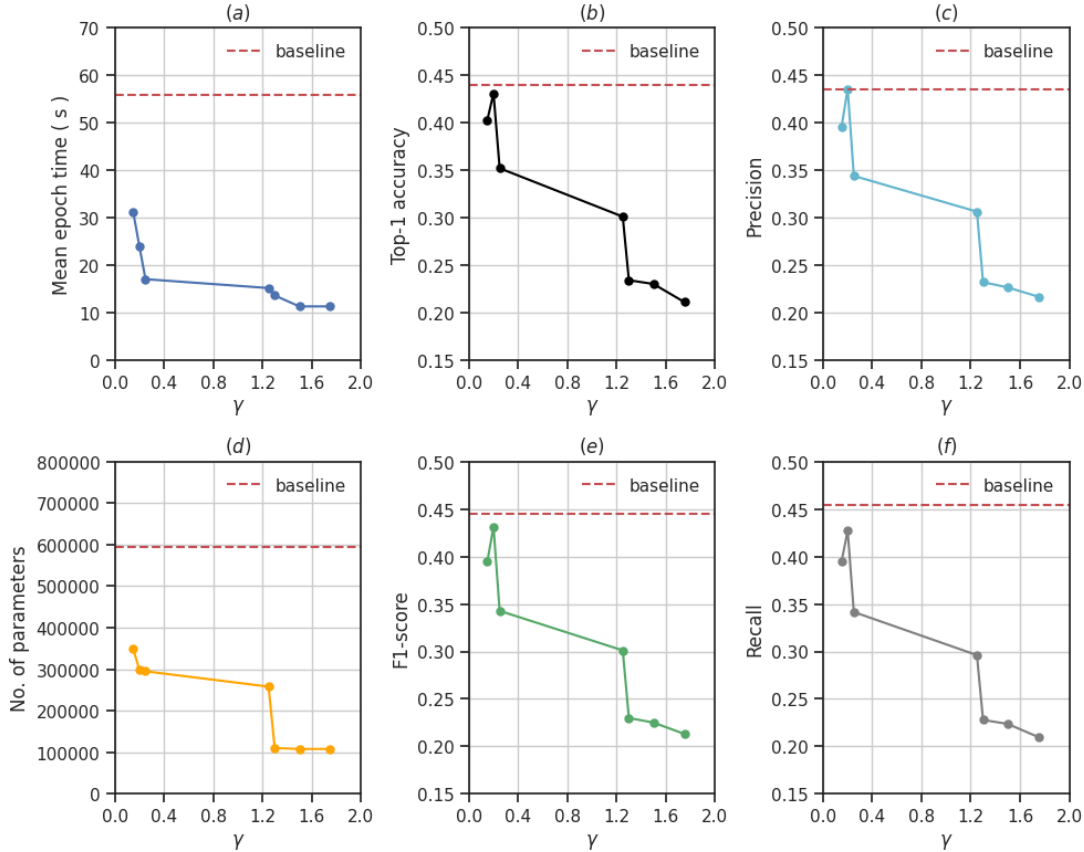 (a)
70
60
50
40
30
20
10
0
Mean epoch time ( s )
baseline
0.0 0.4 0.8 1.2 1.6 2.0
γ
(b)
0.50
0.45
0.40
0.35
0.30
0.25
0.20
0.15
Top-1 accuracy
baseline
0.0 0.4 0.8 1.2 1.6 2.0
γ
(c)
0.50
0.45
0.40
0.35
0.30
0.25
0.20
0.15
Precision
baseline
0.0 0.4 0.8 1.2 1.6 2.0
γ
(d)
800000
700000
600000
500000
400000
300000
200000
100000
0
No. of parameters
baseline
0.0 0.4 0.8 1.2 1.6 2.0
γ
(e)
0.50
0.45
0.40
0.35
0.30
0.25
0.20
0.15
F1-score
baseline
0.0 0.4 0.8 1.2 1.6 2.0
γ
(f)
0.50
0.45
0.40
0.35
0.30
0.25
0.20
0.15
Recall
baseline
0.0 0.4 0.8 1.2 1.6 2.0
γ